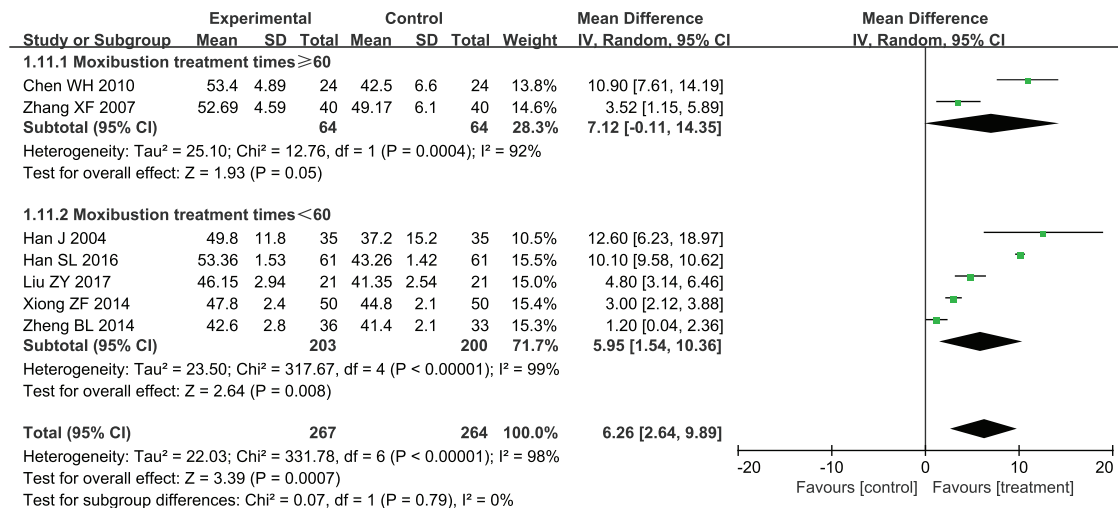 Experimental Control Mean Difference Mean Difference
Study or Subgroup Mean SD Total Mean SD Total Weight IV, Random, 95% CI IV, Random, 95% CI
1.11.1 Moxibustion treatment times≥60
Chen WH 2010 53.4 4.89 24 42.5 6.6 24 13.8% 10.90 [7.61, 14.19]
Zhang XF 2007 52.69 4.59 40 49.17 6.1 40 14.6% 3.52 [1.15, 5.89]
Subtotal (95% CI) 64 64 28.3% 7.12 [-0.11, 14.35]
Heterogeneity: Tau² = 25.10; Chi² = 12.76, df = 1 (P = 0.0004); I² = 92%
Test for overall effect: Z = 1.93 (P = 0.05)
1.11.2 Moxibustion treatment times<60
Han J 2004 49.8 11.8 35 37.2 15.2 35 10.5% 12.60 [6.23, 18.97]
Han SL 2016 53.36 1.53 61 43.26 1.42 61 15.5% 10.10 [9.58, 10.62]
Liu ZY 2017 46.15 2.94 21 41.35 2.54 21 15.0% 4.80 [3.14, 6.46]
Xiong ZF 2014 47.8 2.4 50 44.8 2.1 50 15.4% 3.00 [2.12, 3.88]
Zheng BL 2014 42.6 2.8 36 41.4 2.1 33 15.3% 1.20 [0.04, 2.36]
Subtotal (95% CI) 203 200 71.7% 5.95 [1.54, 10.36]
Heterogeneity: Tau² = 23.50; Chi² = 317.67, df = 4 (P < 0.00001); I² = 99%
Test for overall effect: Z = 2.64 (P = 0.008)
Total (95% CI) 267 264 100.0% 6.26 [2.64, 9.89]
Heterogeneity: Tau² = 22.03; Chi² = 331.78, df = 6 (P < 0.00001); I² = 98%
Test for overall effect: Z = 3.39 (P = 0.0007)
Test for subgroup differences: Chi² = 0.07, df = 1 (P = 0.79), I² = 0%
-20 -10 0 10 20
Favours [control] Favours [treatment]